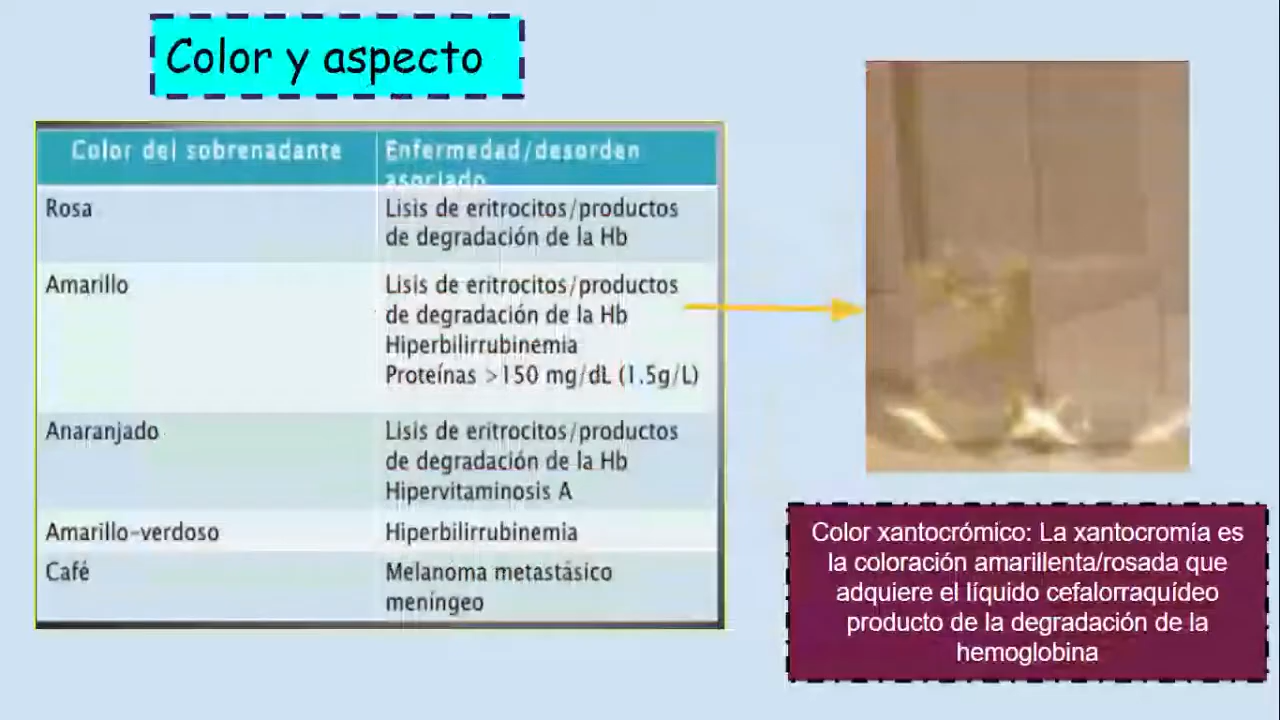 Color y aspecto
Color del sobrenadante
Enfermedad/desorden
asociado
Rosa
Lisis de eritrocitos/productos
de degradación de la Hb
Amarillo
Lisis de eritrocitos/productos
de degradación de la Hb
Hiperbilirrubinemia
Proteínas >150 mg/dL (1.5g/L)
Anaranjado
Lisis de eritrocitos/productos
de degradación de la Hb
Hipervitaminosis A
Amarillo-verdoso
Hiperbilirrubinemia
Café
Melanoma metastásico
meníngeo
Color xantocrómico: La xantocromía es
la coloración amarillenta/rosada que
adquiere el líquido cefalorraquídeo
producto de la degradación de la
hemoglobina